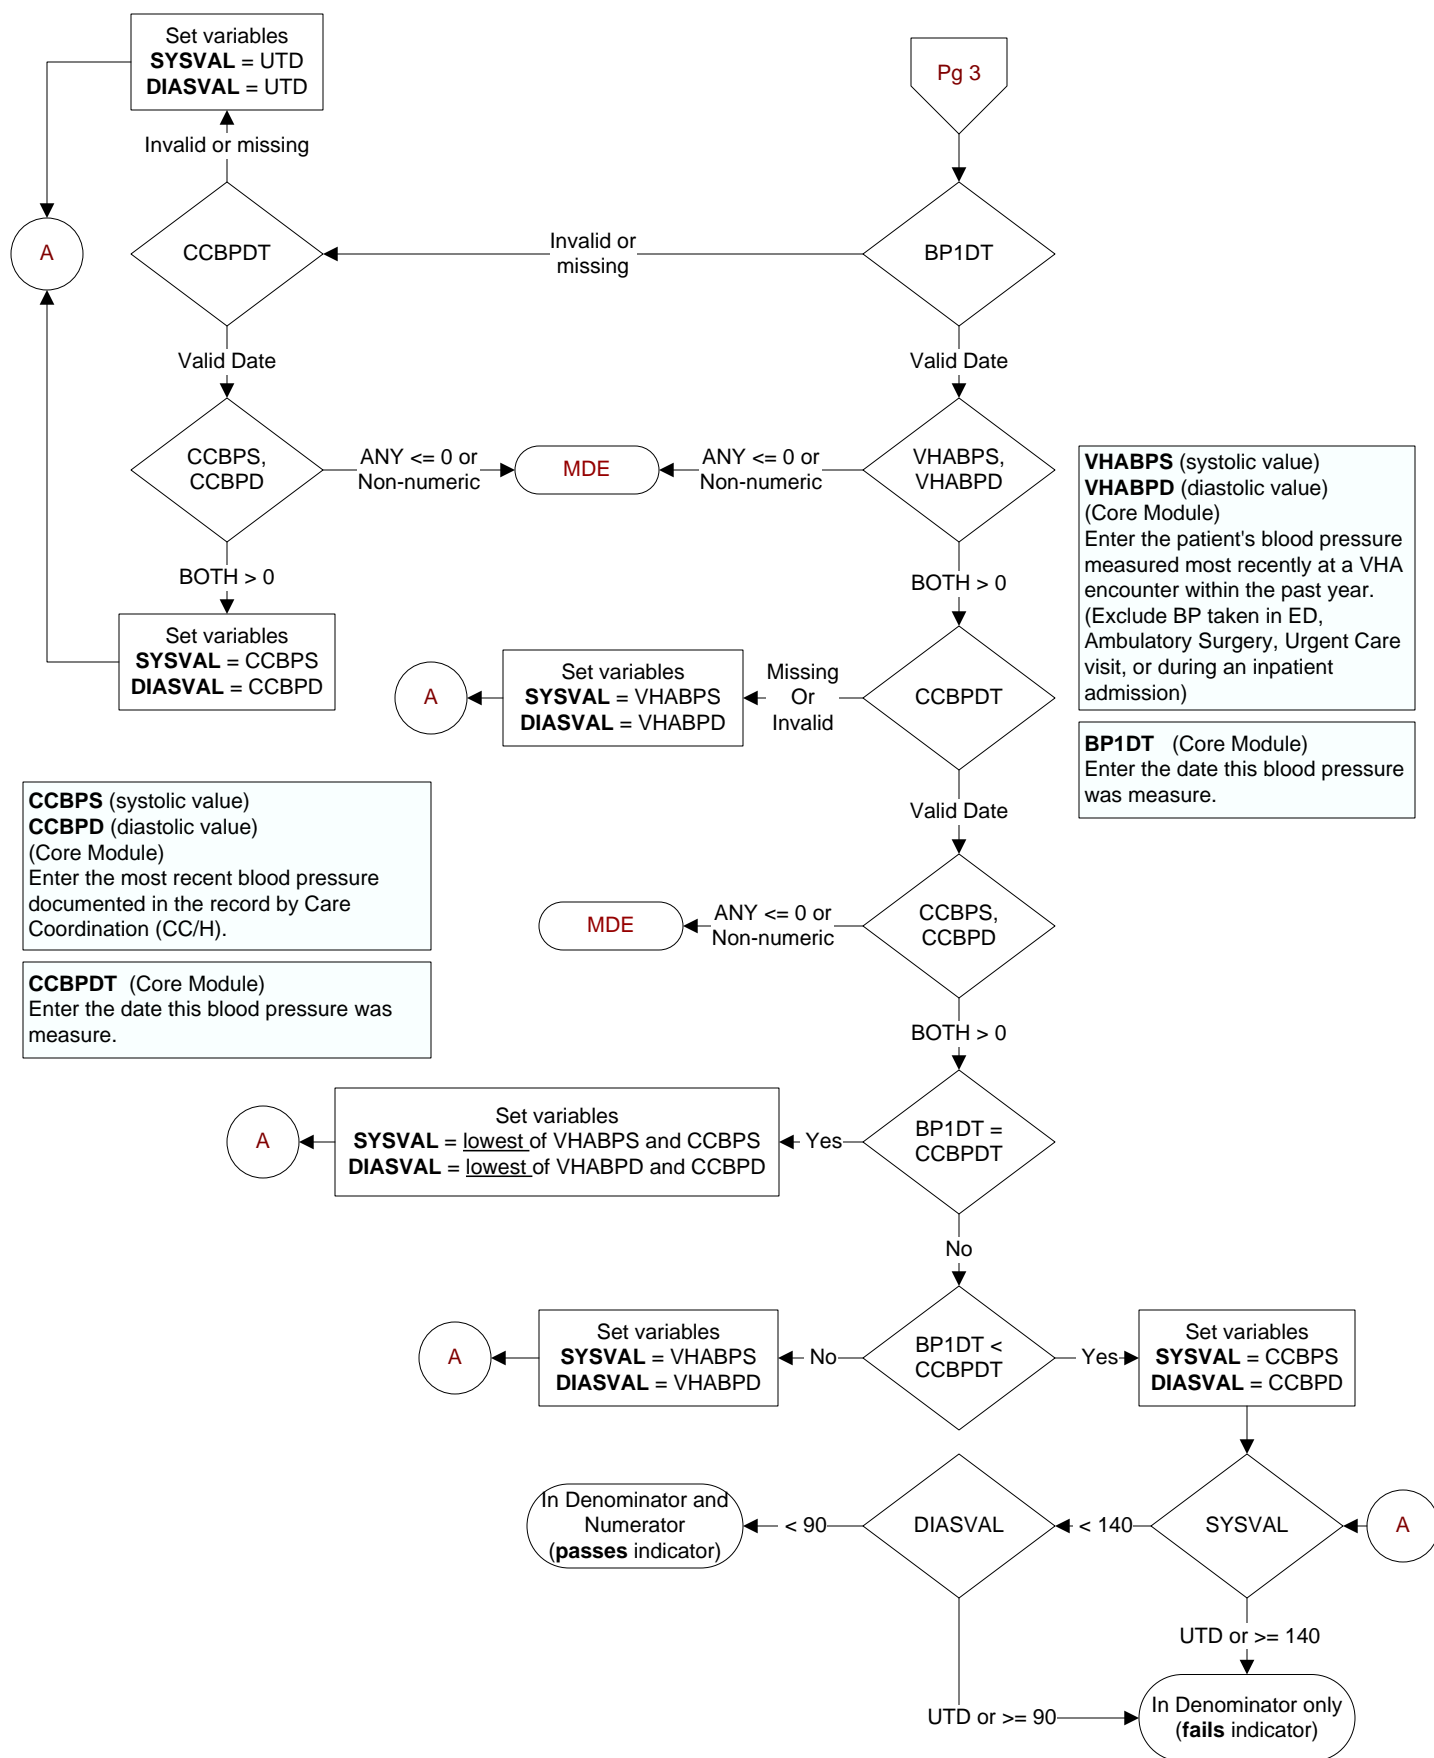 Set variables
SYSVAL = UTD
DIASVAL = UTD
Pg 3
Invalid or missing
A
CCBPDT
Invalid or
missing
BP1DT
Valid Date
Valid Date
CCBPS,
CCBPD
ANY <= 0 or
Non-numeric
MDE
ANY <= 0 or
Non-numeric
VHABPS,
VHABPD
VHABPS (systolic value)
VHABPD (diastolic value)
(Core Module)
Enter the patient's blood pressure
measured most recently at a VHA
encounter within the past year.
(Exclude BP taken in ED,
Ambulatory Surgery, Urgent Care
visit, or during an inpatient
admission)
BOTH > 0
BOTH > 0
Set variables
SYSVAL = CCBPS
DIASVAL = CCBPD
A
Set variables
SYSVAL = VHABPS
DIASVAL = VHABPD
Missing
Or
Invalid
CCBPDT
BP1DT (Core Module)
Enter the date this blood pressure
was measure.
CCBPS (systolic value)
CCBPD (diastolic value)
(Core Module)
Enter the most recent blood pressure
documented in the record by Care
Coordination (CC/H).
Valid Date
MDE
ANY <= 0 or
Non-numeric
CCBPS,
CCBPD
CCBPDT (Core Module)
Enter the date this blood pressure was
measure.
BOTH > 0
A
Set variables
SYSVAL = lowest of VHABPS and CCBPS
DIASVAL = lowest of VHABPD and CCBPD
Yes
BP1DT =
CCBPDT
No
A
Set variables
SYSVAL = VHABPS
DIASVAL = VHABPD
No
BP1DT <
CCBPDT
Yes
Set variables
SYSVAL = CCBPS
DIASVAL = CCBPD
In Denominator and
Numerator
(passes indicator)
< 90
DIASVAL
< 140
SYSVAL
A
UTD or >= 140
UTD or >= 90
In Denominator only
(fails indicator)